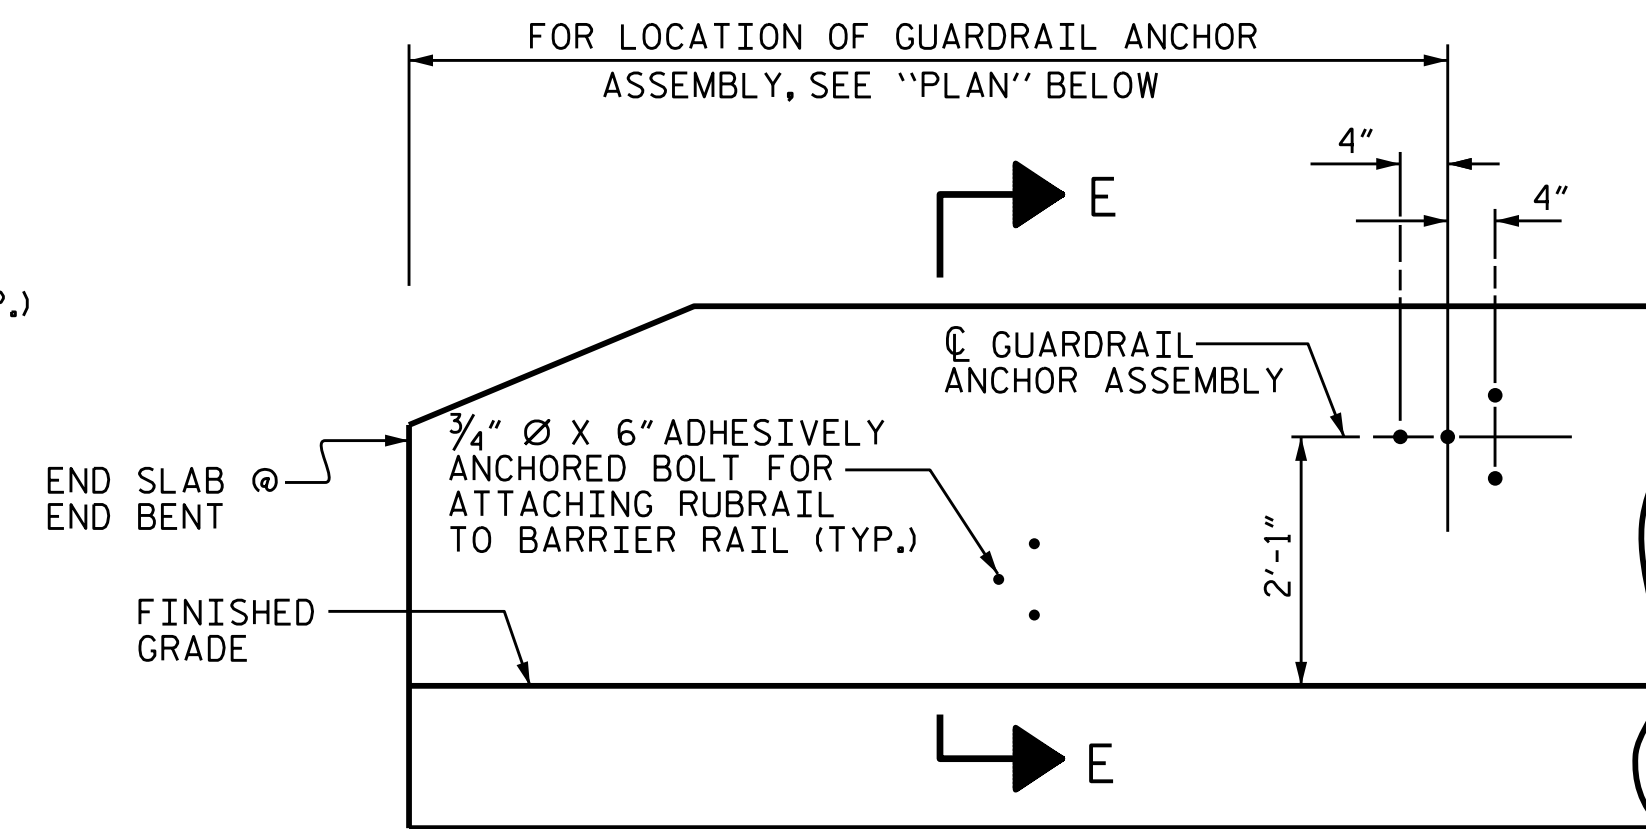 FOR LOCATION OF GUARDRAIL ANCHOR
ASSEMBLY, SEE "PLAN" BELOW
4"
4"
E
.)
℄ GUARDRAIL
ANCHOR ASSEMBLY
3/4" Ø X 6" ADHESIVELY
ANCHORED BOLT FOR
ATTACHING RUBRAIL
TO BARRIER RAIL (TYP.)
END SLAB @
END BENT
2'-1"
FINISHED
GRADE
E